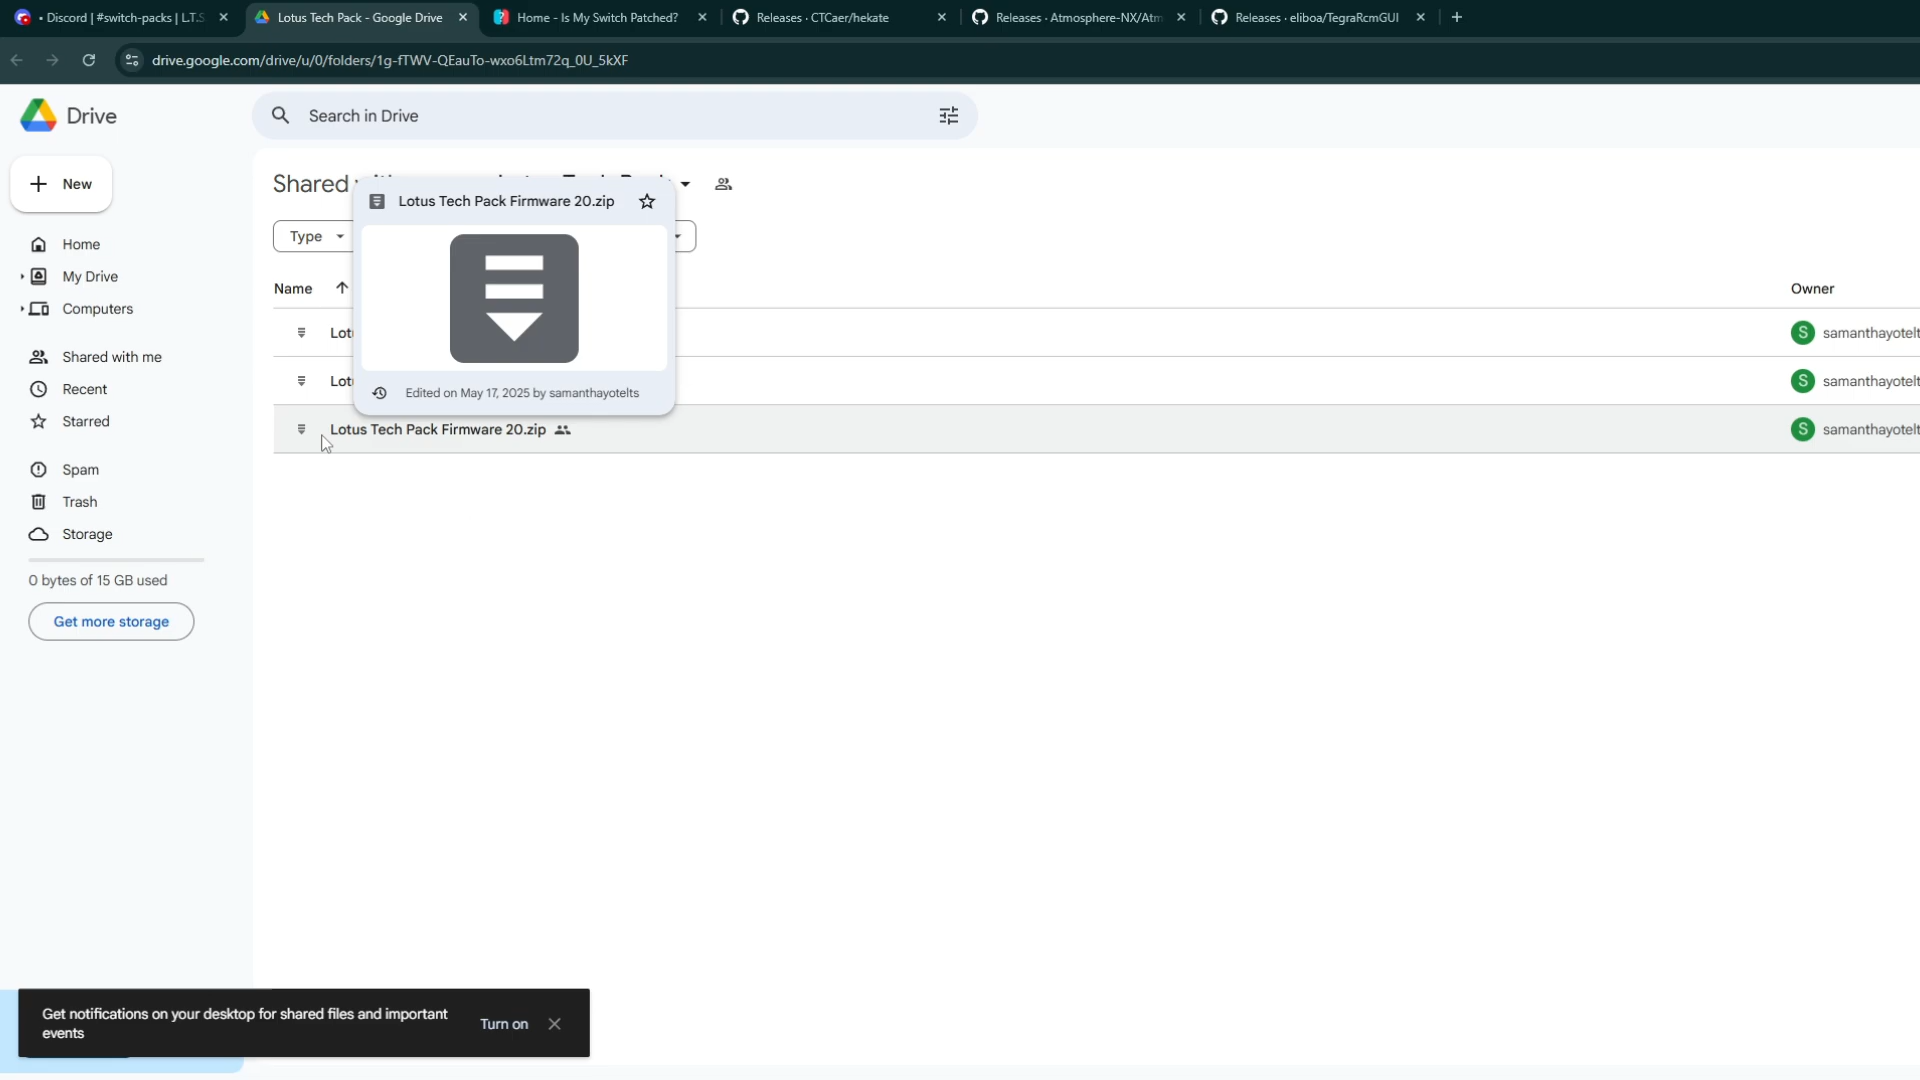 • Discord | #switch-packs | L.T.S
Lotus Tech Pack - Google Drive
Home - Is My Switch Patched?
Releases · CTCaer/hekate
Releases · Atmosphere-NX/Atm
Releases · eliboa/TegraRcmGUI
drive.google.com/drive/u/0/folders/1g-fTWV-QEauTo-wxo6Ltm72q_0U_5kXF
Drive
Search in Drive
New
Shared
Lotus Tech Pack Firmware 20.zip
Type
Home
My Drive
Computers
Name
Owner
Lot
samanthayotelt
Shared with me
Lot
samanthayotelt
Recent
Edited on May 17, 2025 by samanthayotelts
Starred
Lotus Tech Pack Firmware 20.zip
samanthayotelt
Spam
Trash
Storage
0 bytes of 15 GB used
Get more storage
Get notifications on your desktop for shared files and important
events
Turn on